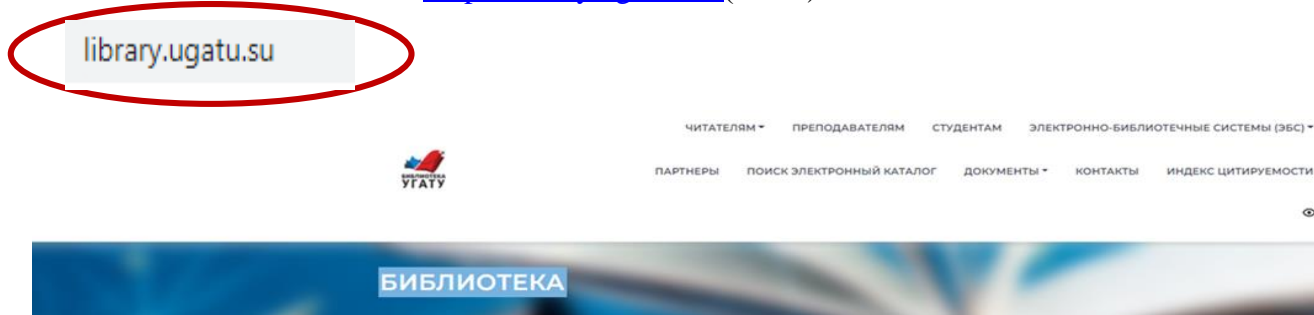 library.ugatu.su
ЧИТАТЕЛЯМ ПРЕПОДАВАТЕЛЯМ СТУДЕНТАМ ЭЛЕКТРОННО-БИБЛИОТЕЧНЫЕ СИСТЕМЫ (ЭБС)
БИБЛИОТЕКА
УГАТУ
ПАРТНЕРЫ ПОИСК ЭЛЕКТРОННЫЙ КАТАЛОГ ДОКУМЕНТЫ КОНТАКТЫ ИНДЕКС ЦИТИРУЕМОСТИ
БИБЛИОТЕКА